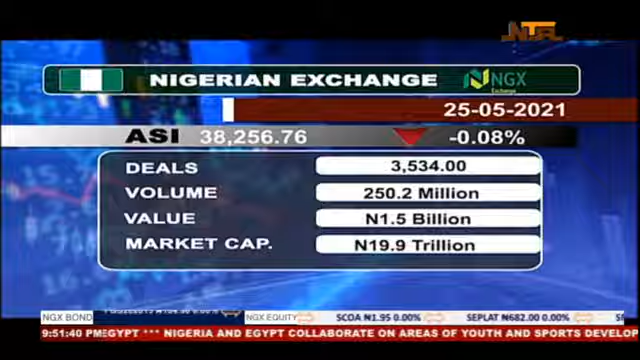 NTA
NIGERIAN EXCHANGE
NGX
Exchange
25-05-2021
ASI 38,256.76 -0.08%
DEALS 3,534.00
VOLUME 250.2 Million
VALUE N1.5 Billion
MARKET CAP. N19.9 Trillion
NGX BOND
NGX EQUITY
SCOA ₦1.95 0.00% SEPLAT ₦682.00 0.00%
9:51:40 PM EGYPT *** NIGERIA AND EGYPT COLLABORATE ON AREAS OF YOUTH AND SPORTS DEVELOP